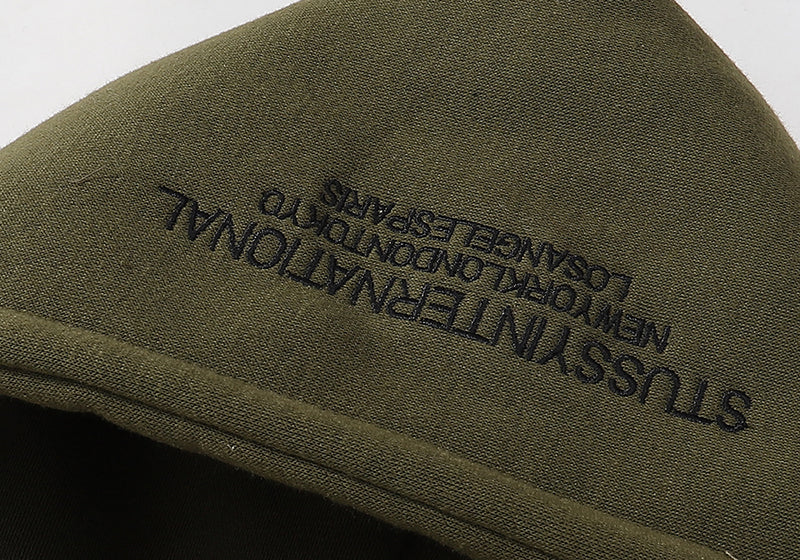 STUSSYINTERNATIONAL
NEWYORKLONDONTOKYO
LOSANGELESPARIS